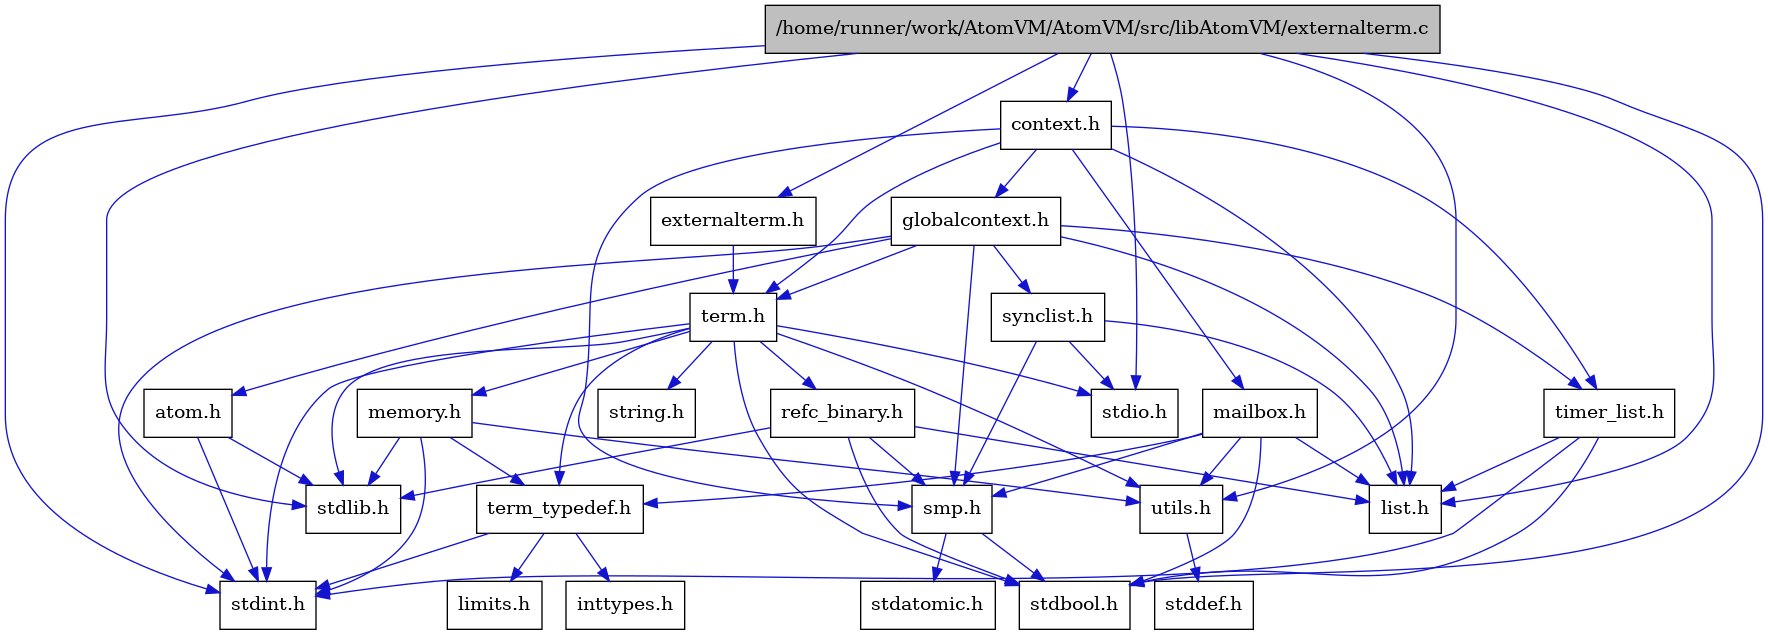 /home/runner/work/AtomVM/AtomVM/src/libAtomVM/externalterm.c
context.h
externalterm.h
globalcontext.h
term.h
synclist.h
atom.h
memory.h
string.h
refc_binary.h
stdio.h
mailbox.h
timer_list.h
stdlib.h
term_typedef.h
smp.h
utils.h
list.h
stdint.h
limits.h
inttypes.h
stdatomic.h
stdbool.h
stddef.h